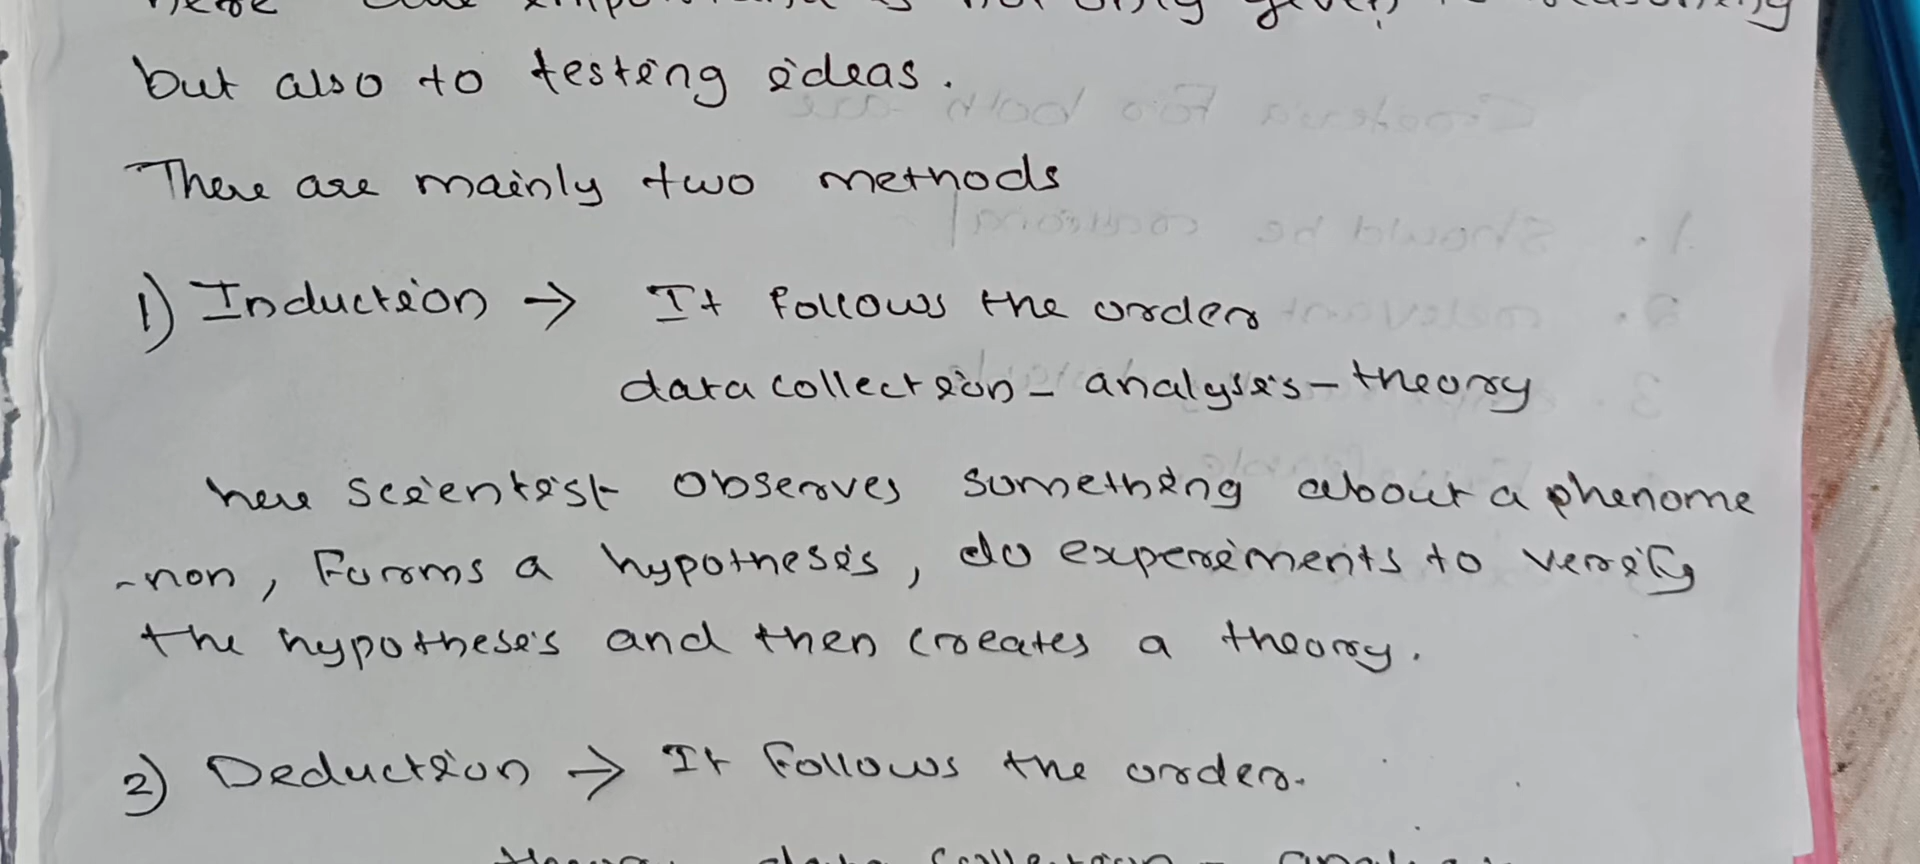 but also to testing ideas.
There are mainly two methods
1) Induction → It follows the order
data collection - analysis - theory
here scientist observes something about a phenome
-non, Forms a hypothesis, do experiments to verify
the hypothesis and then creates a theory.
2) Deduction → It follows the order.
data collection -